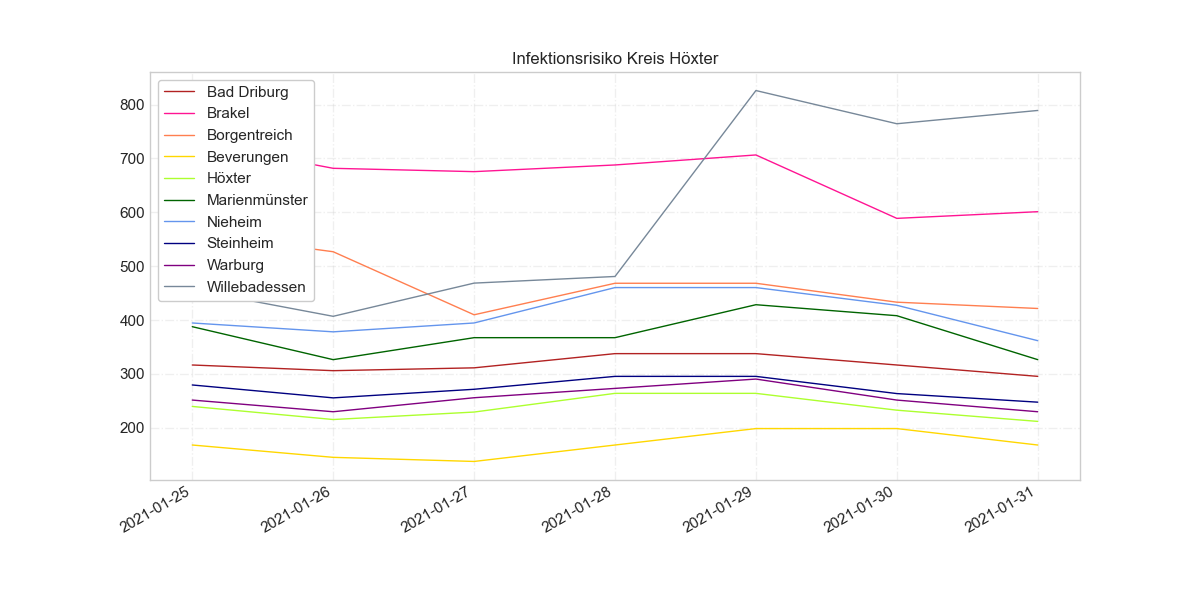 Infektionsrisiko Kreis Höxter
Bad Driburg
Brakel
Borgentreich
Beverungen
Höxter
Marienmünster
Nieheim
Steinheim
Warburg
Willebadessen
800
700
600
500
400
300
200
2021-01-25
2021-01-26
2021-01-27
2021-01-28
2021-01-29
2021-01-30
2021-01-31